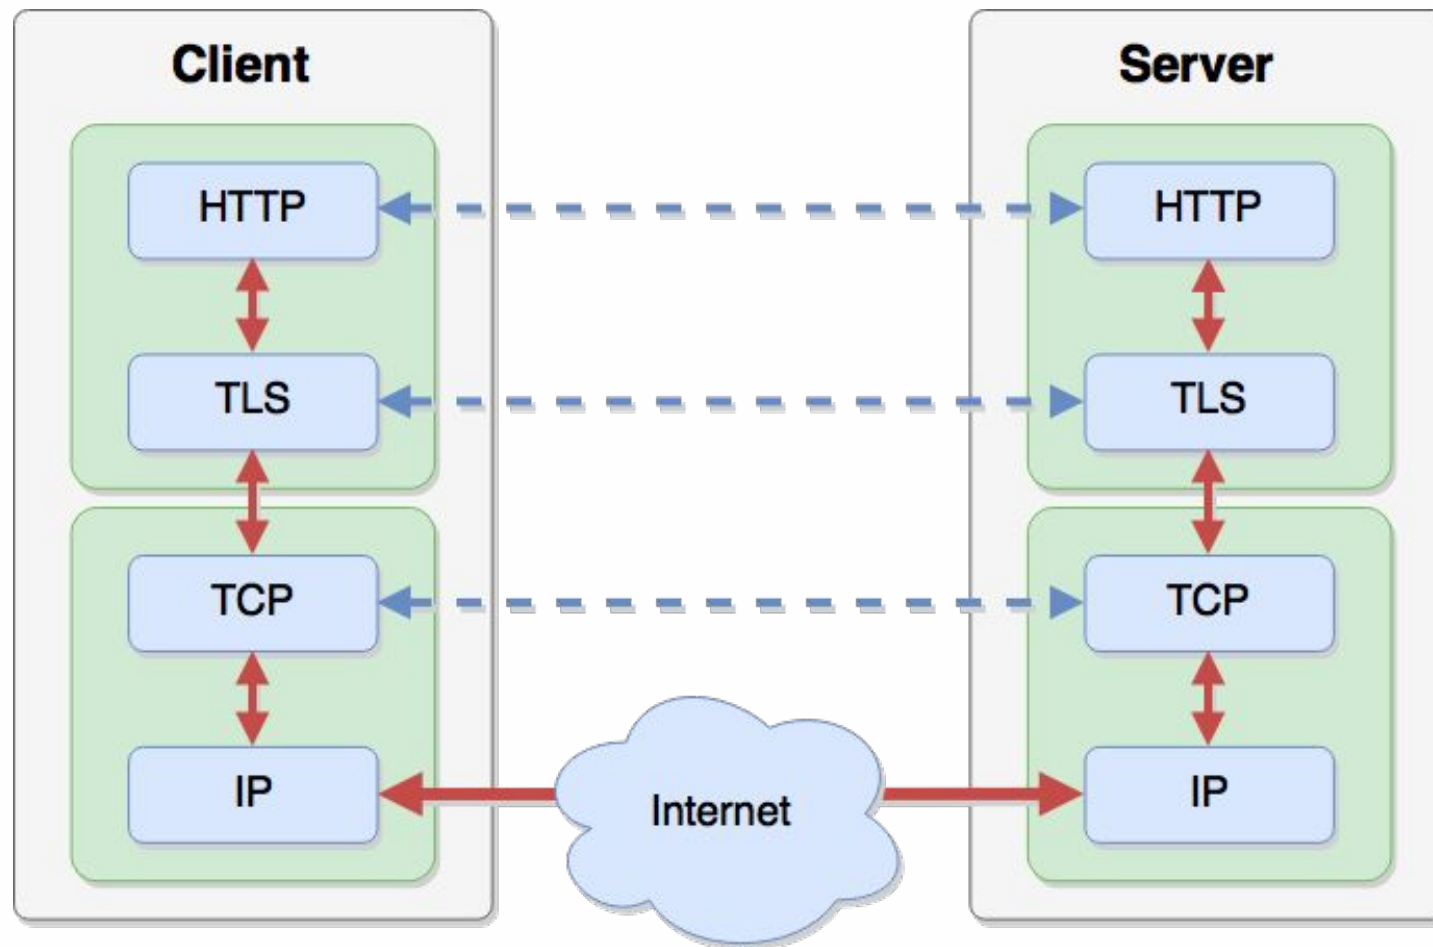 Client
Server
HTTP
HTTP
TLS
TLS
TCP
TCP
IP
Internet
IP